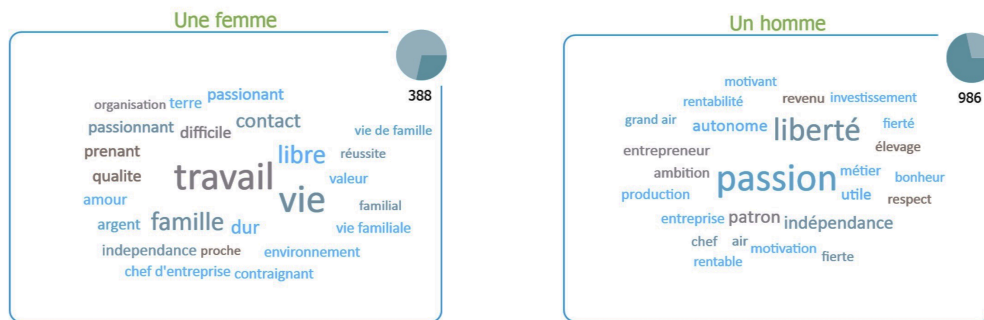 Une femme
388
organisation terre passionant
passionnant difficile contact
vie de famille
prenant libre réussite
qualite travail valeur
amour vie familial
argent famille dur vie familiale
independance proche environnement
chef d'entreprise contraignant
Un homme
986
motivant
rentabilité revenu investissement
grand air autonome liberté fierté
entrepreneur élevage
ambition passion métier bonheur
production utile respect
entreprise patron indépendance
chef air motivation fierte
rentable